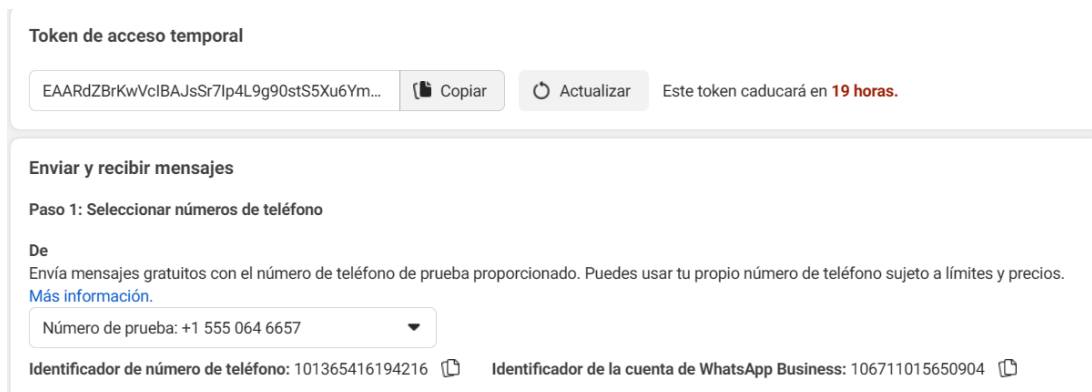 Token de acceso temporal
EAARdZBrKwVcIBAJsSr7Ip4L9g90stS5Xu6Ym... Copiar Actualizar Este token caducará en 19 horas.
Enviar y recibir mensajes
Paso 1: Seleccionar números de teléfono
De
Envía mensajes gratuitos con el número de teléfono de prueba proporcionado. Puedes usar tu propio número de teléfono sujeto a límites y precios.
Más información.
Número de prueba: +1 555 064 6657
Identificador de número de teléfono: 101365416194216 Identificador de la cuenta de WhatsApp Business: 106711015650904